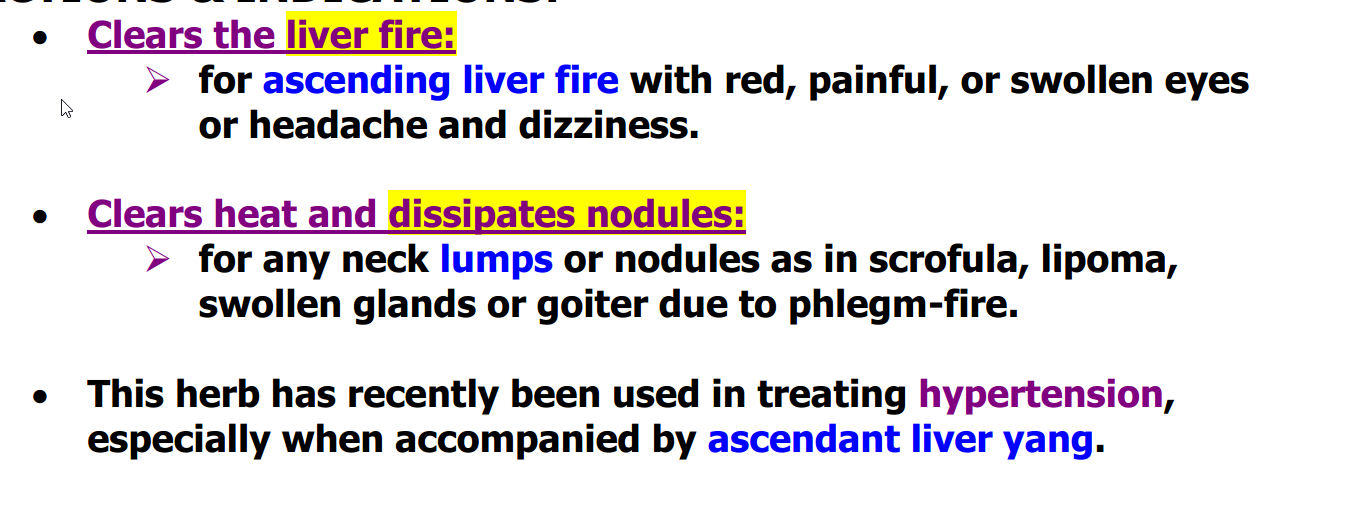 • Clears the liver fire:
➢ for ascending liver fire with red, painful, or swollen eyes
or headache and dizziness.
• Clears heat and dissipates nodules:
➢ for any neck lumps or nodules as in scrofula, lipoma,
swollen glands or goiter due to phlegm-fire.
• This herb has recently been used in treating hypertension,
especially when accompanied by ascendant liver yang.